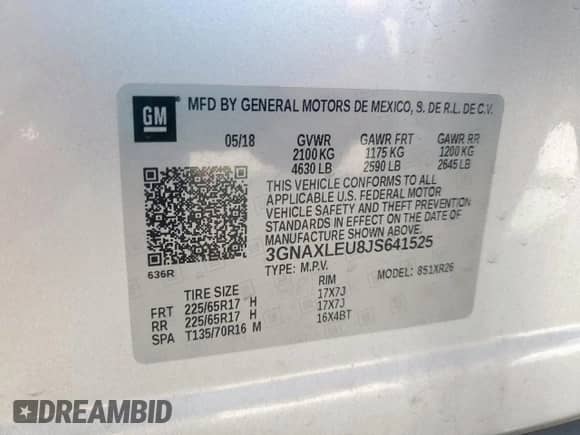 GM
MFD BY GENERAL MOTORS DE MEXICO, S. DE R.L. DE C.V.
05/18 GVWR GAWR FRT GAWR RR
2100 KG 1175 KG 1200 KG
4630 LB 2590 LB 2645 LB
THIS VEHICLE CONFORMS TO ALL
APPLICABLE U.S. FEDERAL MOTOR
VEHICLE SAFETY AND THEFT PREVENTION
STANDARDS IN EFFECT ON THE DATE OF
MANUFACTURE SHOWN ABOVE.
3GNAXLEU8JS641525
636R
TYPE: M.P.V. MODEL: 851XR26
TIRE SIZE RIM
FRT 225/65R17 H 17X7J
RR 225/65R17 H 17X7J
SPA T135/70R16 M 16X4BT
DREAMBID